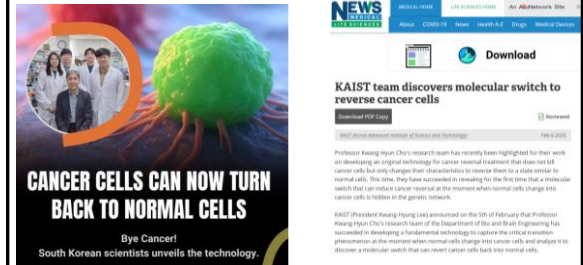 CANCER CELLS CAN NOW TURN
BACK TO NORMAL CELLS
Bye Cancer!
South Korean scientists unveils the technology.
NEWS
MEDICAL
LIFE SCIENCES
MEDICAL HOME
LIFE SCIENCES HOME
About COVID-19 News Health A-Z Drugs Medical Devices
Download
KAIST team discovers molecular switch to
reverse cancer cells
Download PDF Copy
Reviewed
KAIST (Korea Advanced Institute of Science and Technology)
Feb 6 2025
Professor Kwang-Hyun Cho's research team has recently been highlighted for their work
on developing an original technology for cancer reversal treatment that does not kill
cancer cells but only changes their characteristics to reverse them to a state similar to
normal cells. This time, they have succeeded in revealing for the first time that a molecular
switch that can induce cancer reversal at the moment when normal cells change into
cancer cells is hidden in the genetic network.
KAIST (President Kwang-Hyung Lee) announced on the 5th of February that Professor
Kwang-Hyun Cho's research team of the Department of Bio and Brain Engineering has
succeeded in developing a fundamental technology to capture the critical transition
phenomenon at the moment when normal cells change into cancer cells and analyze it to
discover a molecular switch that can revert cancer cells back into normal cells.